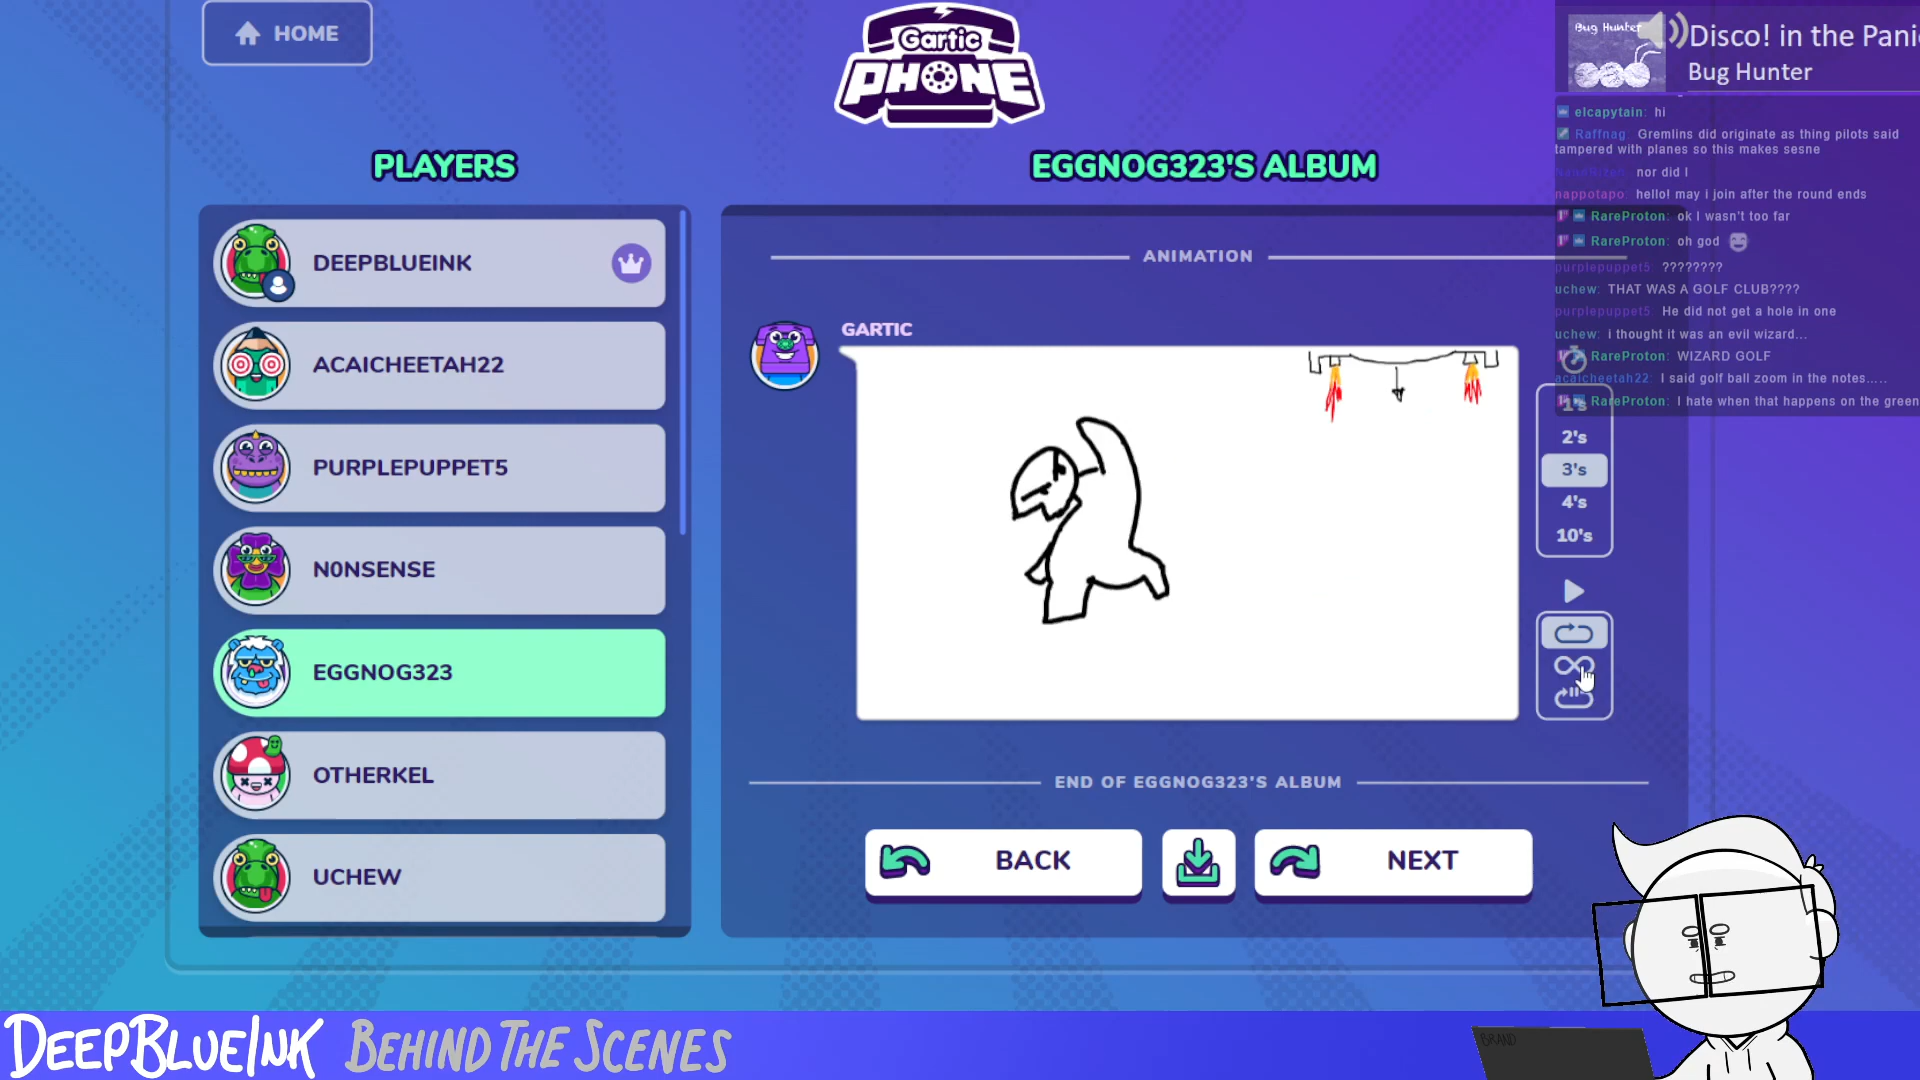 HOME
Gartic
PHONE
Bug Hunter
Disco! in the Pani
Bug Hunter
PLAYERS
EGGNOG323'S ALBUM
elcapytain: hi
Raffnag: Gremlins did originate as thing pilots said
tampered with planes so this makes sesne
nor did I
nappotapo: hello! may i join after the round ends
RareProton: ok I wasn't too far
RareProton: oh god
purplepuppet5: ????????
uchew: THAT WAS A GOLF CLUB????
purplepuppet5: He did not get a hole in one
uchew: i thought it was an evil wizard...
RareProton: WIZARD GOLF
acaicheetah22: I said golf ball zoom in the notes.....
RareProton: I hate when that happens on the green
DEEPBLUEINK
ACAICHEETAH22
PURPLEPUPPET5
N0NSENSE
EGGNOG323
OTHERKEL
UCHEW
ANIMATION
GARTIC
1's
2's
3's
4's
10's
END OF EGGNOG323'S ALBUM
BACK
NEXT
BRAND
DEEPBLUEINK BEHIND THE SCENES